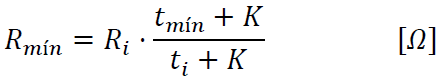 R_mín = R_i · (t_mín + K) / (t_i + K) [Ω]